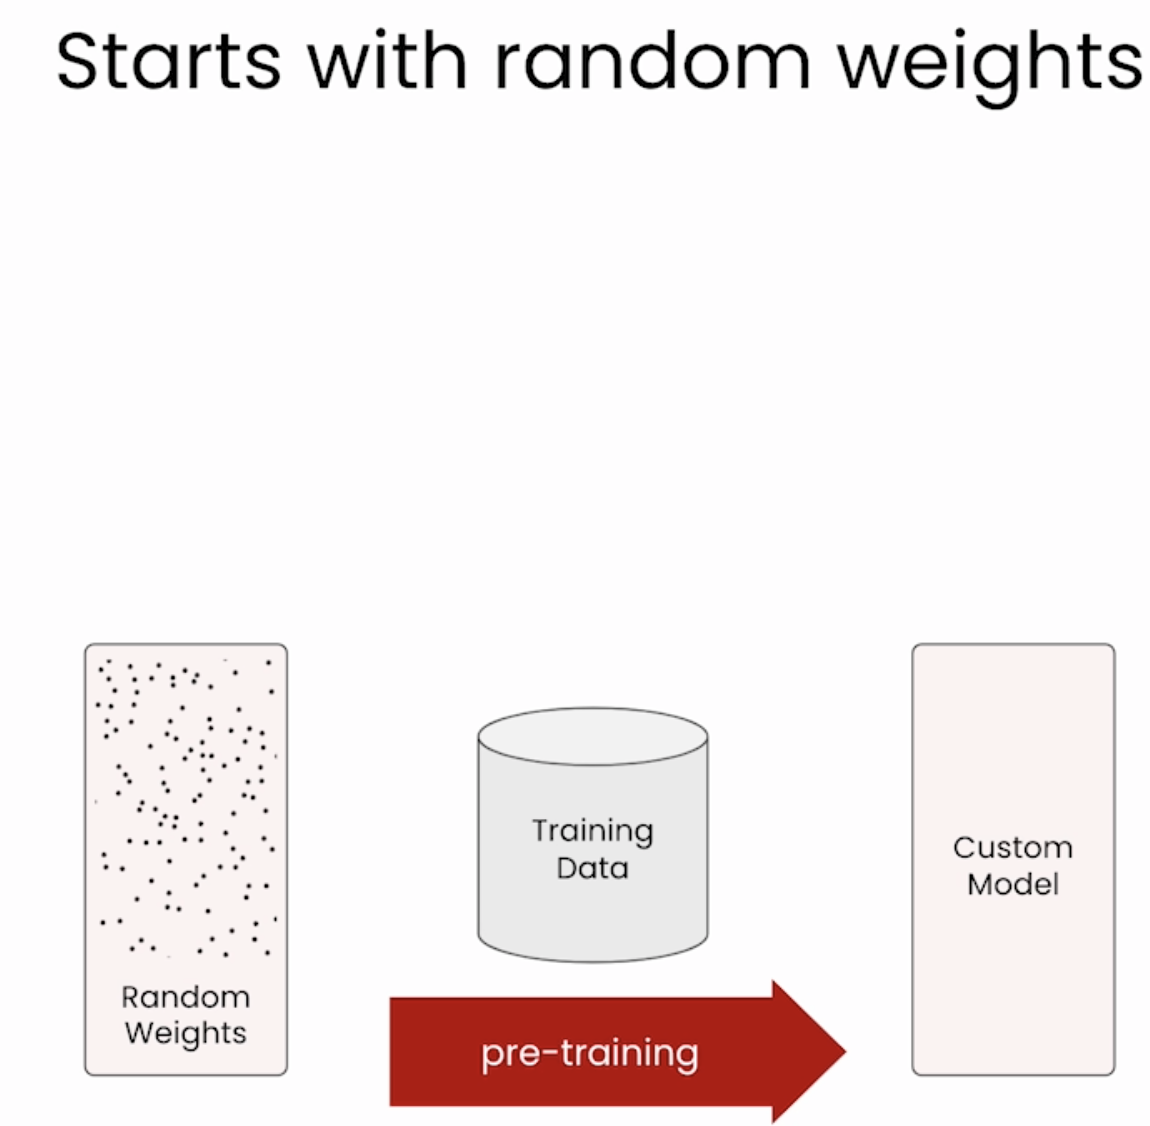 Starts with random weights
Training
Data
Custom
Model
Random
Weights
pre-training